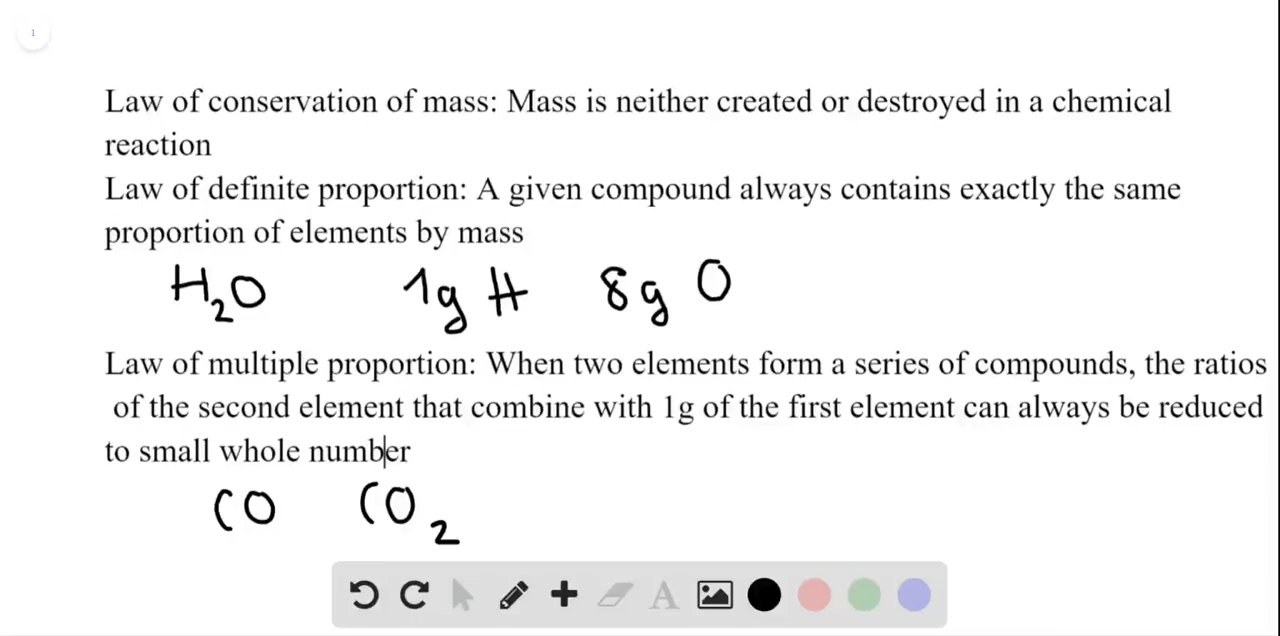 1
Law of conservation of mass: Mass is neither created or destroyed in a chemical
reaction
Law of definite proportion: A given compound always contains exactly the same
proportion of elements by mass
H₂O 1g H 8g O
Law of multiple proportion: When two elements form a series of compounds, the ratios
of the second element that combine with 1g of the first element can always be reduced
to small whole number
CO CO₂
A